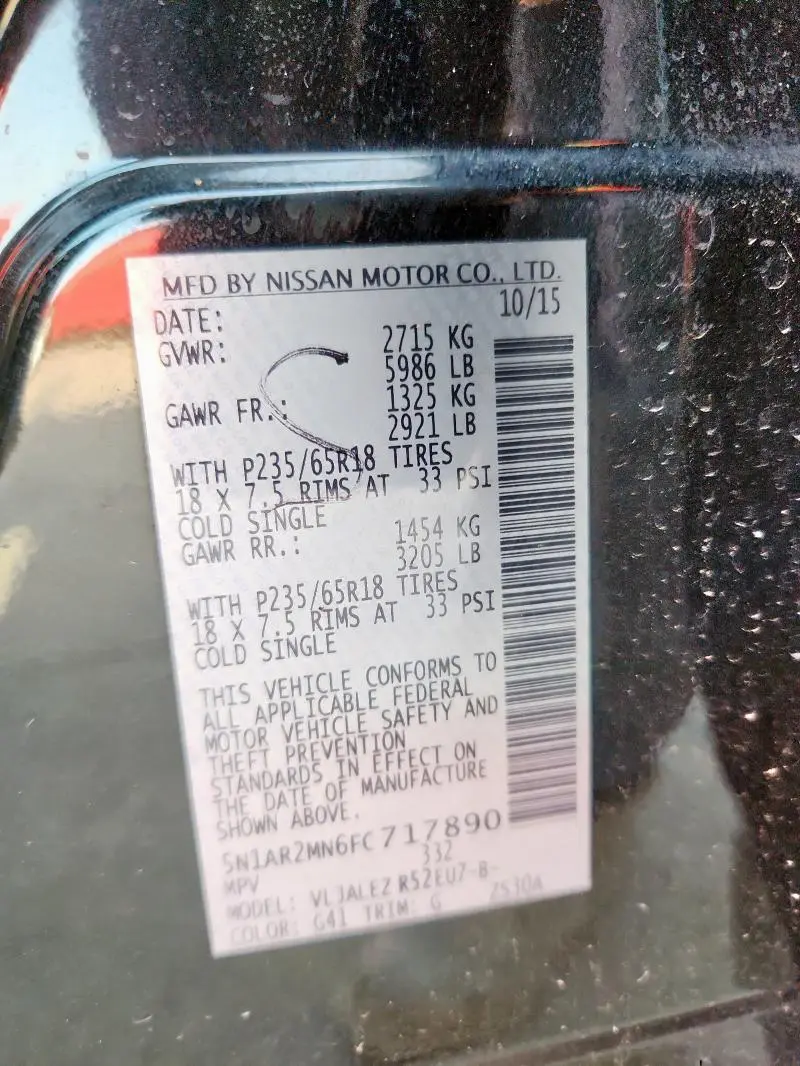 MFD BY NISSAN MOTOR CO., LTD.
DATE: 10/15
GVWR: 2715 KG
5986 LB
GAWR FR.: 1325 KG
2921 LB
WITH P235/65R18 TIRES
18 X 7.5 RIMS AT 33 PSI
COLD SINGLE
GAWR RR.: 1454 KG
3205 LB
WITH P235/65R18 TIRES
18 X 7.5 RIMS AT 33 PSI
COLD SINGLE
THIS VEHICLE CONFORMS TO
ALL APPLICABLE FEDERAL
MOTOR VEHICLE SAFETY AND
THEFT PREVENTION
STANDARDS IN EFFECT ON
THE DATE OF MANUFACTURE
SHOWN ABOVE.
5N1AR2MN6FC717890
MPV 332
MODEL: VLJALEZ R52EU7-B-
COLOR: G41 TRIM: G ZS30A